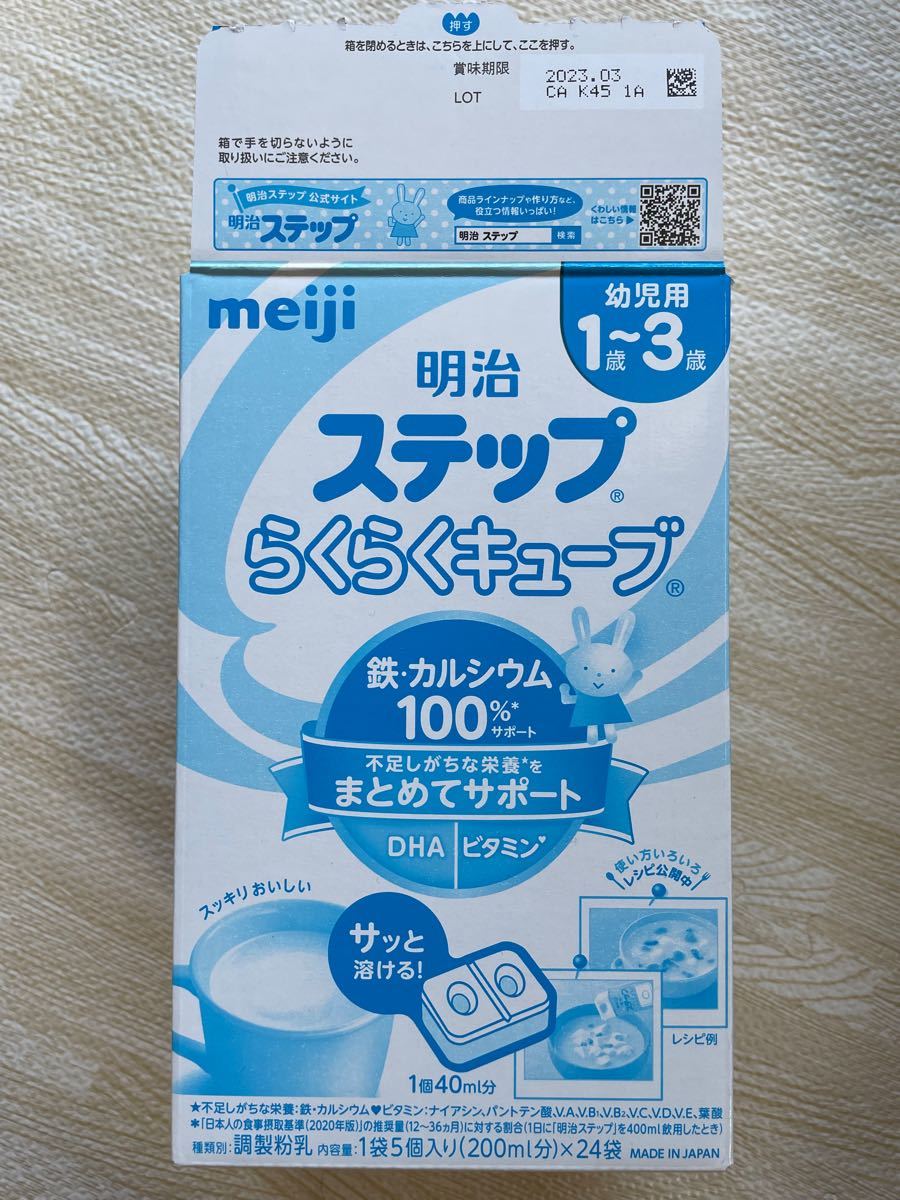 押す
箱を閉めるときは、こちらを上にして、ここを押す。
賞味期限 2023.03
LOT CA K45 1A
箱で手を切らないように
取り扱いにご注意ください。
明治ステップ 公式サイト
明治ステップ
商品ラインナップや作り方など、
役立つ情報いっぱい!
明治 ステップ 検索
くわしい情報
はこちら▶
meiji
幼児用
1歳~3歳
明治
ステップ®
らくらくキューブ®
鉄・カルシウム
100%*
サポート
不足しがちな栄養★を
まとめてサポート
DHA ビタミン♥
使い方いろいろ
レシピ公開中
スッキリおいしい
サッと
溶ける!
レシピ例
1個40ml分
★不足しがちな栄養:鉄・カルシウム♥ビタミン:ナイアシン、パントテン酸、V.A、V.B1、V.B2、V.C、V.D、V.E、葉酸
*「日本人の食事摂取基準(2020年版)」の推奨量(12~36ヵ月)に対する割合(1日に「明治ステップ」を400ml飲用したとき)
種類別:調製粉乳 内容量:1袋5個入り(200ml分)×24袋 MADE IN JAPAN